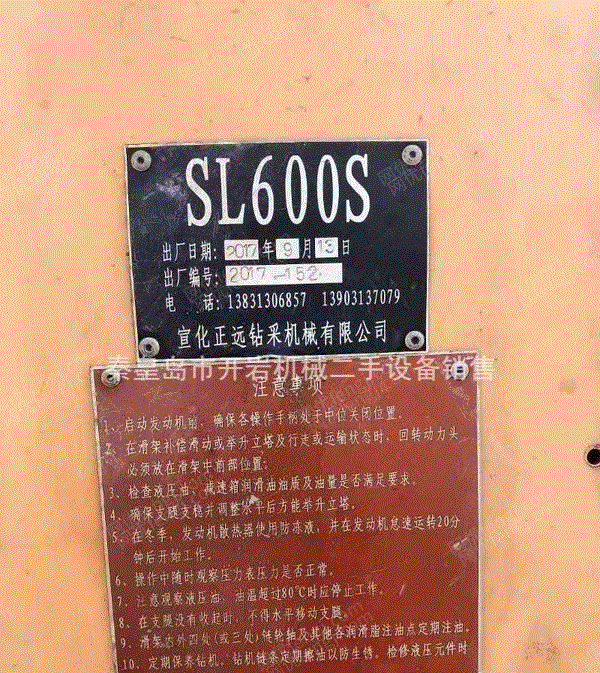 SL600S
出厂日期: 2017 年 9 月 13 日
出厂编号: 2017-152
电 话: 13831306857 13903137079
宣化正远钻采机械有限公司
秦皇岛市开岩机械二手设备销售
注意事项
1、启动发动机前，确保各操作手柄处于中位关闭位置。
2、在滑架补偿滑动或举升立塔及行走或运输状态时，回转动力头
必须放在滑架中前部位置;
3、检查液压油、减速箱润滑油油质及油量是否满足要求。
4、确保支腿支稳并调整水平后方能举升立塔。
5、在冬季，发动机散热器使用防冻液，并在发动机怠速运转20分
钟后开始工作。
6、操作中随时观察压力表压力是否正常。
7、注意观察液压油，油温超过80℃时应停止工作。
8、在支腿没有收起时，不得水平移动支腿。
9、滑架内外四处(或三处)链轮轴及其他各润滑脂注油点定期注油。
10、定期保养钻机，钻机链条定期擦油以防生锈，检修液压元件时